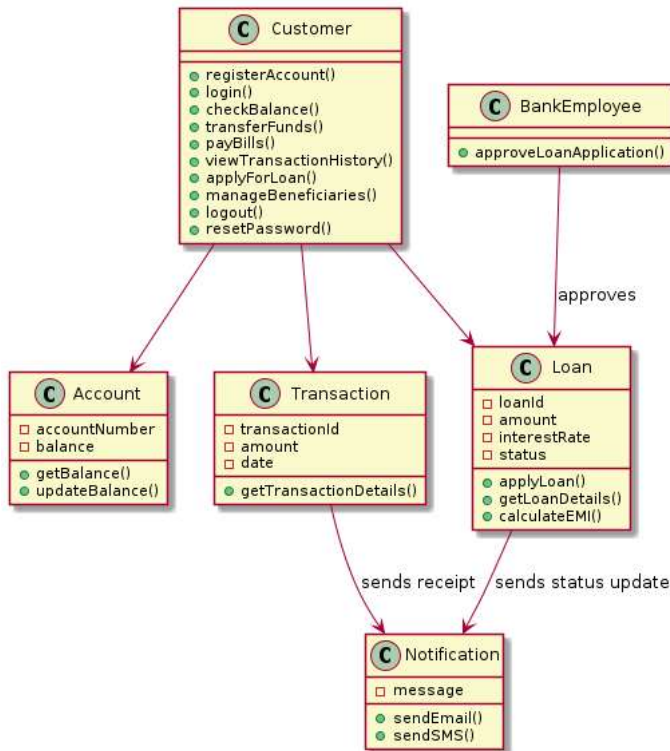 C Customer
registerAccount()
login()
checkBalance()
transferFunds()
payBills()
viewTransactionHistory()
applyForLoan()
manageBeneficiaries()
logout()
resetPassword()
C BankEmployee
approveLoanApplication()
approves
C Account
accountNumber
balance
getBalance()
updateBalance()
C Transaction
transactionId
amount
date
getTransactionDetails()
C Loan
loanId
amount
interestRate
status
applyLoan()
getLoanDetails()
calculateEMI()
sends receipt
sends status update
C Notification
message
sendEmail()
sendSMS()